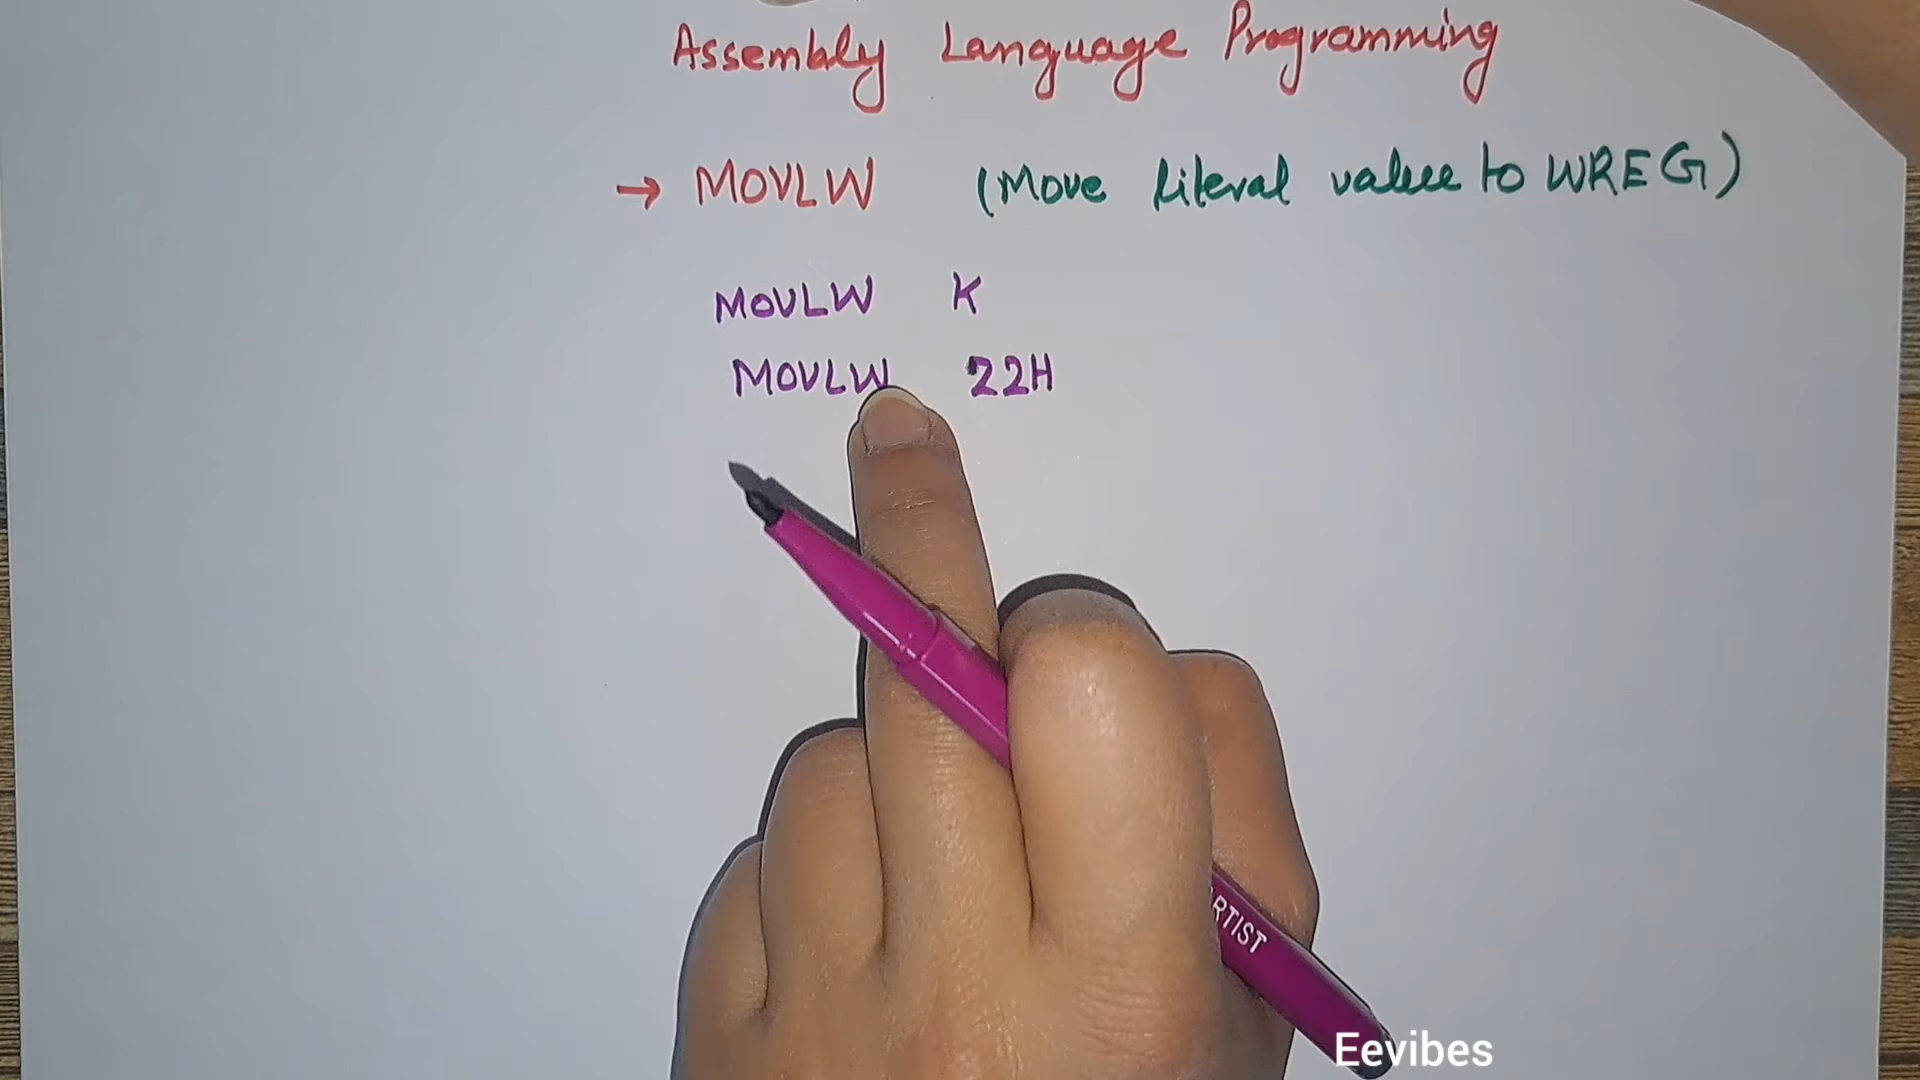 Assembly Language Programming
→ MOVLW (Move literal value to WREG)
MOVLW K
MOVLW 22H
ARTIST
Eevibes